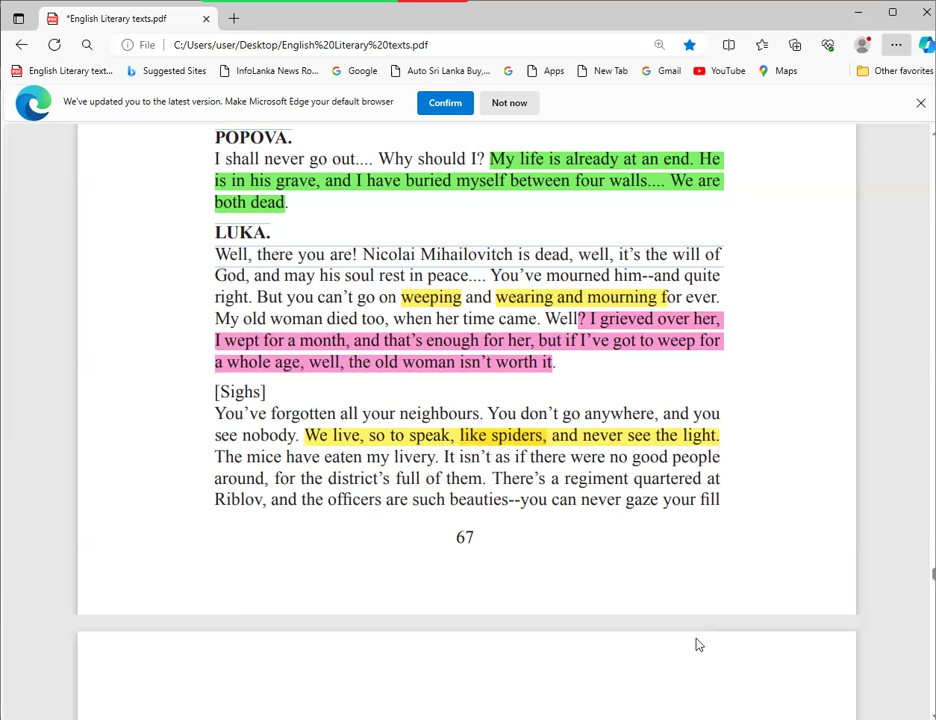 *English Literary texts.pdf
File C:/Users/user/Desktop/English%20Literary%20texts.pdf
English Literary text... Suggested Sites InfoLanka News Ro... Google Auto Sri Lanka Buy,... Apps New Tab Gmail YouTube Maps Other favorites
We've updated you to the latest version. Make Microsoft Edge your default browser Confirm Not now
POPOVA.
I shall never go out.... Why should I? My life is already at an end. He
is in his grave, and I have buried myself between four walls.... We are
both dead.
LUKA.
Well, there you are! Nicolai Mihailovitch is dead, well, it's the will of
God, and may his soul rest in peace.... You've mourned him--and quite
right. But you can't go on weeping and wearing and mourning for ever.
My old woman died too, when her time came. Well? I grieved over her,
I wept for a month, and that's enough for her, but if I've got to weep for
a whole age, well, the old woman isn't worth it.
[Sighs]
You've forgotten all your neighbours. You don't go anywhere, and you
see nobody. We live, so to speak, like spiders, and never see the light.
The mice have eaten my livery. It isn't as if there were no good people
around, for the district's full of them. There's a regiment quartered at
Riblov, and the officers are such beauties--you can never gaze your fill
67